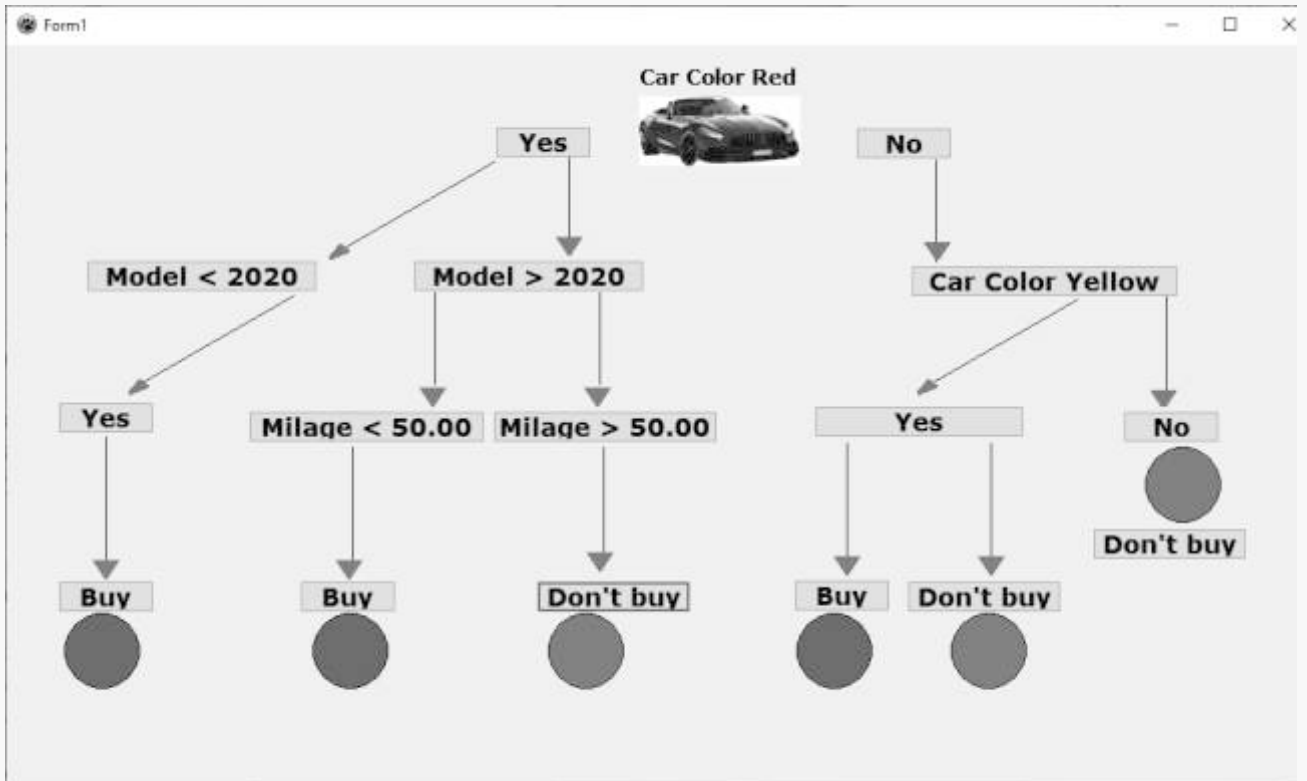 Form1
Car Color Red
Yes
No
Model < 2020
Model > 2020
Car Color Yellow
Yes
Milage < 50.00
Milage > 50.00
Yes
No
Don't buy
Buy
Buy
Don't buy
Buy
Don't buy